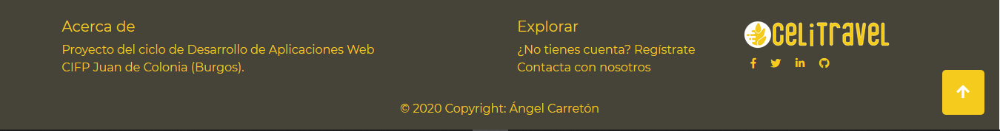 Acerca de
Proyecto del ciclo de Desarrollo de Aplicaciones Web
CIFP Juan de Colonia (Burgos).
Explorar
¿No tienes cuenta? Regístrate
Contacta con nosotros
CELiTRAVEL
© 2020 Copyright: Ángel Carretón